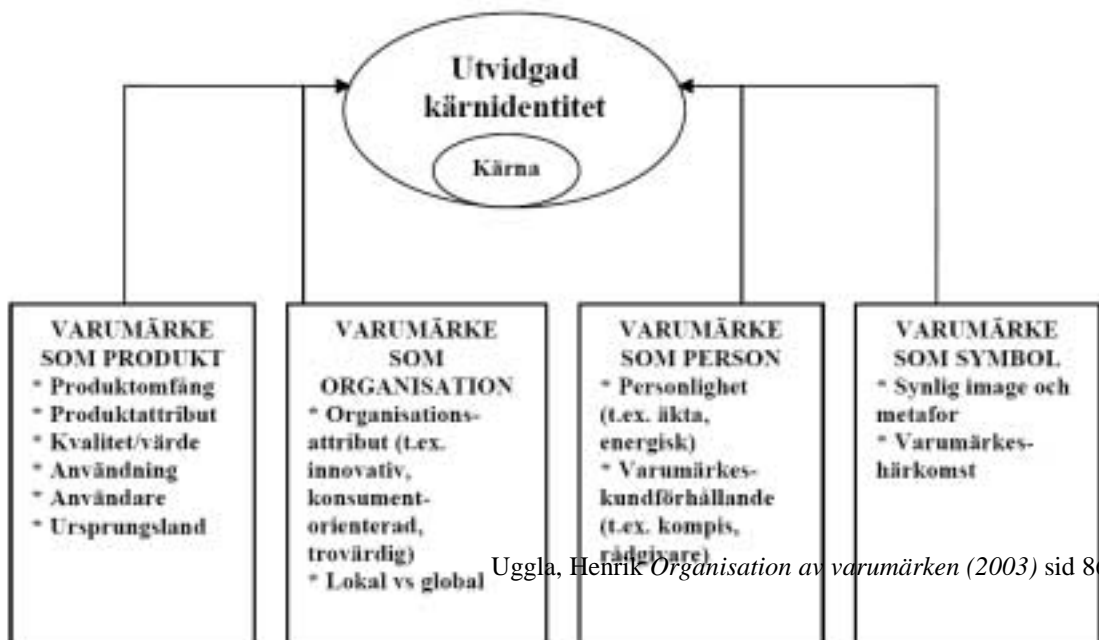 Utvidgad
kärnidentitet
Kärna
VARUMÄRKE
SOM PRODUKT
* Produktomfång
* Produktattribut
* Kvalitet/värde
* Användning
* Användare
* Ursprungsland
VARUMÄRKE
SOM
ORGANISATION
* Organisations-
attribut (t.ex.
innovativ,
konsument-
orienterad,
trovärdig)
* Lokal vs global
VARUMÄRKE
SOM PERSON
* Personlighet
(t.ex. äkta,
energisk)
* Varumärkes-
kundförhållande
(t.ex. kompis,
rådgivare)
VARUMÄRKE
SOM SYMBOL
* Synlig image och
metafor
* Varumärkes-
härkomst
Uggla, Henrik Organisation av varumärken (2003) sid